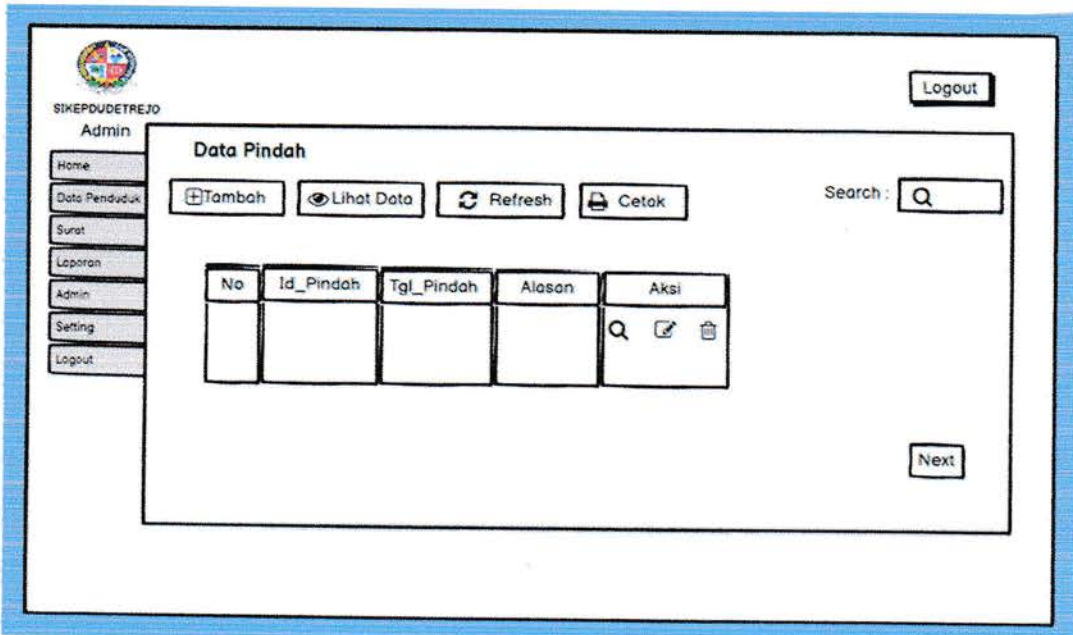 SIKEPDUDETREJO
Admin
Logout
Home
Data Penduduk
Surat
Laporan
Admin
Setting
Logout
Data Pindah
Tambah
Lihat Data
Refresh
Cetak
Search :
No Id_Pindah Tgl_Pindah Alasan Aksi
Next